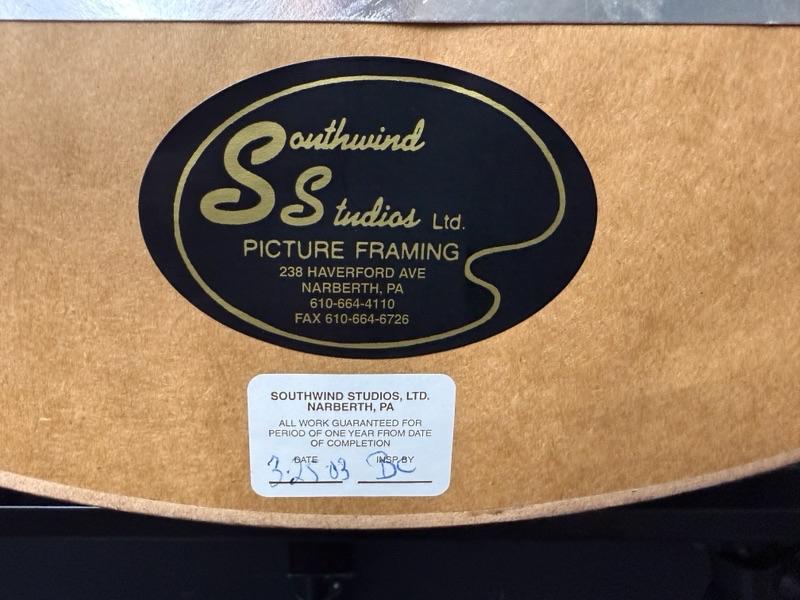 Southwind
Studios Ltd.
PICTURE FRAMING
238 HAVERFORD AVE
NARBERTH, PA
610-664-4110
FAX 610-664-6726
SOUTHWIND STUDIOS, LTD.
NARBERTH, PA
ALL WORK GUARANTEED FOR
PERIOD OF ONE YEAR FROM DATE
OF COMPLETION
DATE INSP. BY
3-25-03 BC